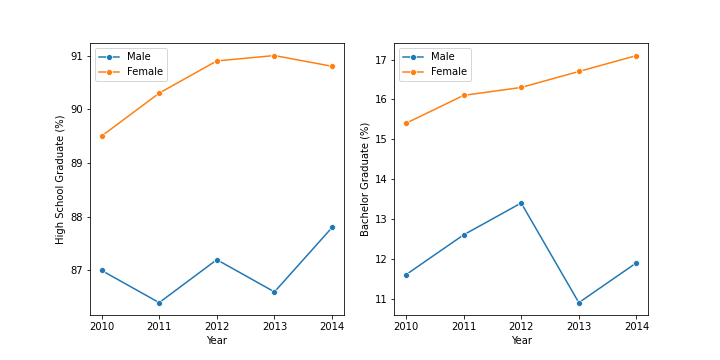 Male
Female
91
90
89
88
87
High School Graduate (%)
2010 2011 2012 2013 2014
Year
Male
Female
17
16
15
14
13
12
11
Bachelor Graduate (%)
2010 2011 2012 2013 2014
Year